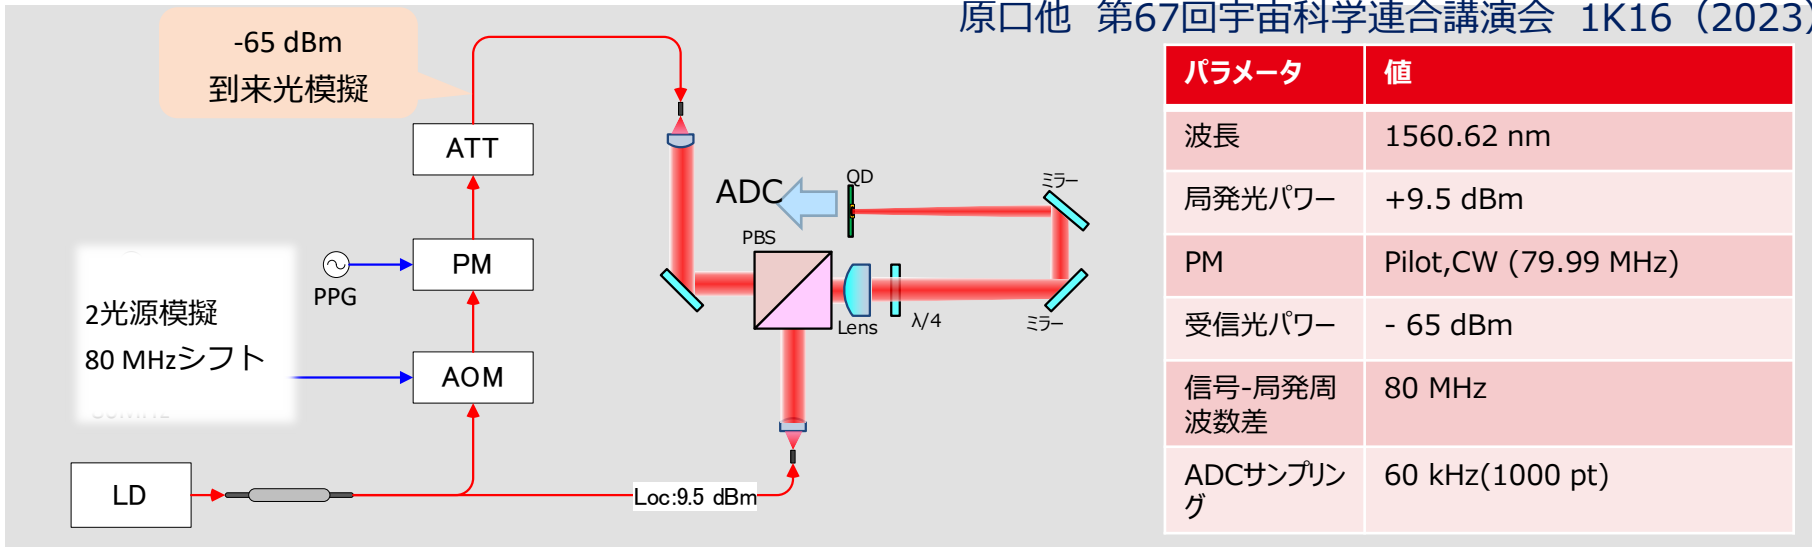 原口他 第67回宇宙科学連合講演会 1K16（2023）
-65 dBm
到来光模擬
ATT
PM
PPG
2光源模擬
80 MHzシフト
AOM
LD
Loc:9.5 dBm
ADC
QD
ミラー
PBS
Lens
λ/4
ミラー
パラメータ 値
波長 1560.62 nm
局発光パワー +9.5 dBm
PM Pilot,CW (79.99 MHz)
受信光パワー - 65 dBm
信号-局発周 80 MHz
波数差
ADCサンプリン 60 kHz(1000 pt)
グ